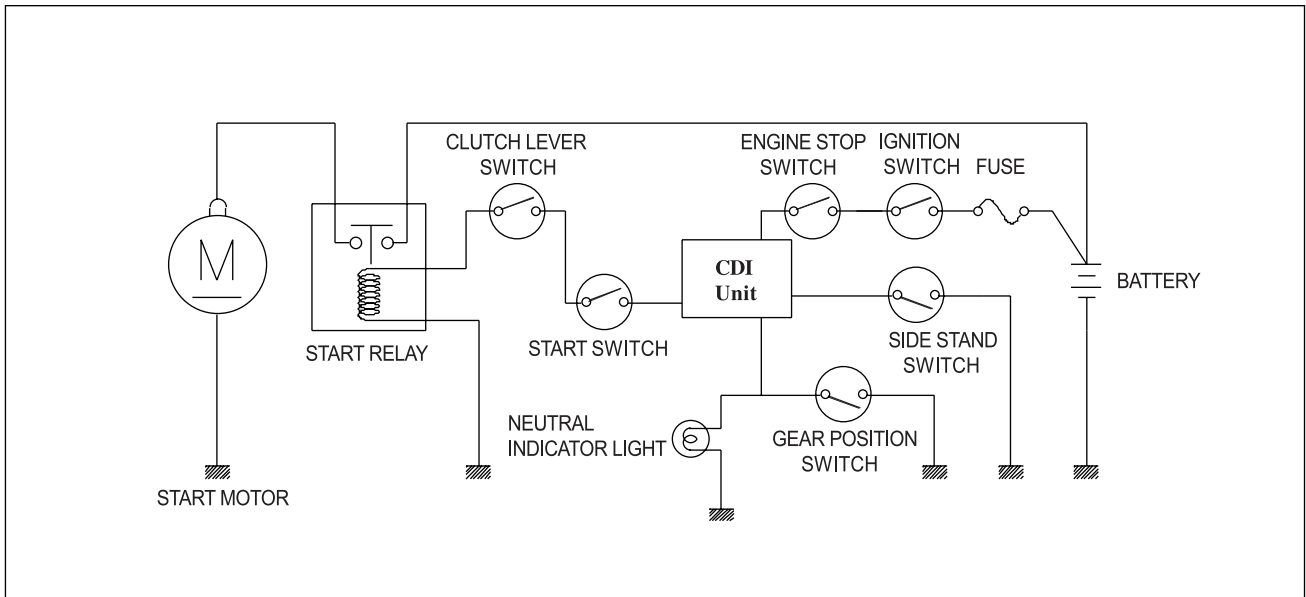 CLUTCH LEVER
SWITCH
ENGINE STOP
SWITCH
IGNITION
SWITCH
FUSE
M
CDI
Unit
BATTERY
START RELAY
START SWITCH
SIDE STAND
SWITCH
NEUTRAL
INDICATOR LIGHT
GEAR POSITION
SWITCH
START MOTOR